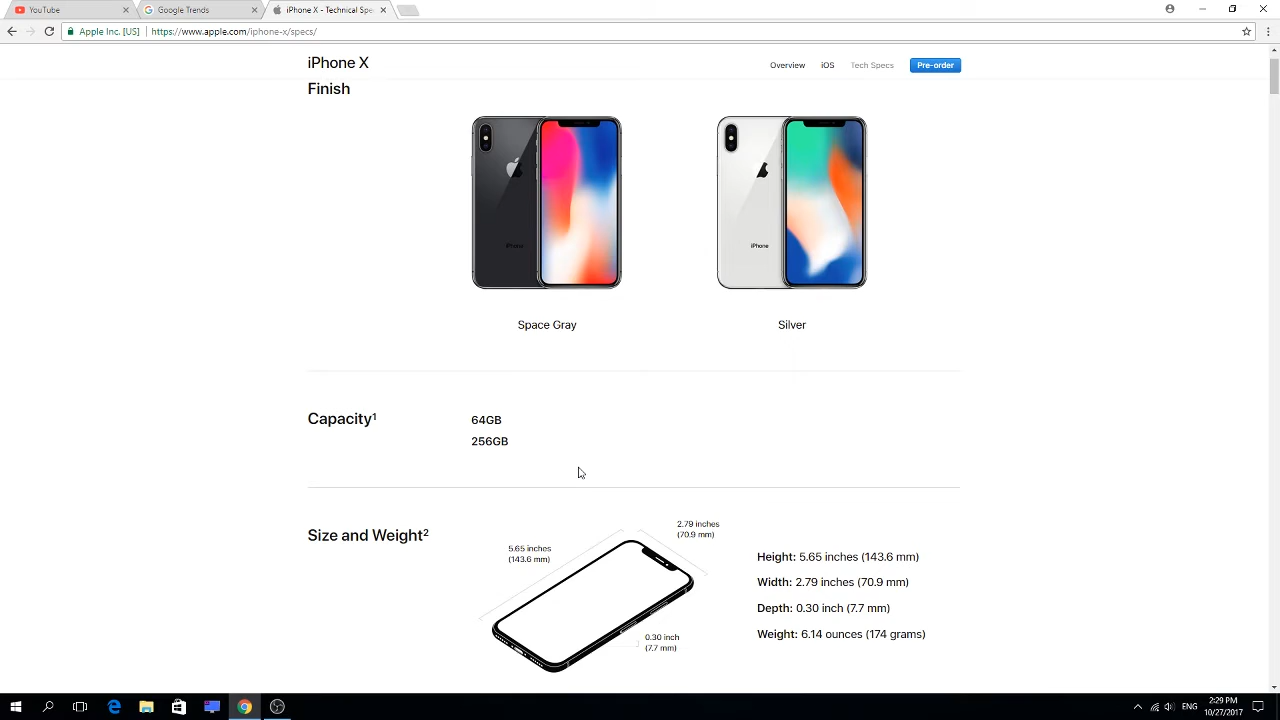 YouTube
Google Trends
iPhone X - Technical Spec
Apple Inc. [US] | https://www.apple.com/iphone-x/specs/
iPhone X
Overview
iOS
Tech Specs
Pre-order
Finish
iPhone
iPhone
Space Gray
Silver
Capacity¹
64GB
256GB
Size and Weight²
5.65 inches
(143.6 mm)
2.79 inches
(70.9 mm)
0.30 inch
(7.7 mm)
Height: 5.65 inches (143.6 mm)
Width: 2.79 inches (70.9 mm)
Depth: 0.30 inch (7.7 mm)
Weight: 6.14 ounces (174 grams)
ENG
2:29 PM
10/27/2017